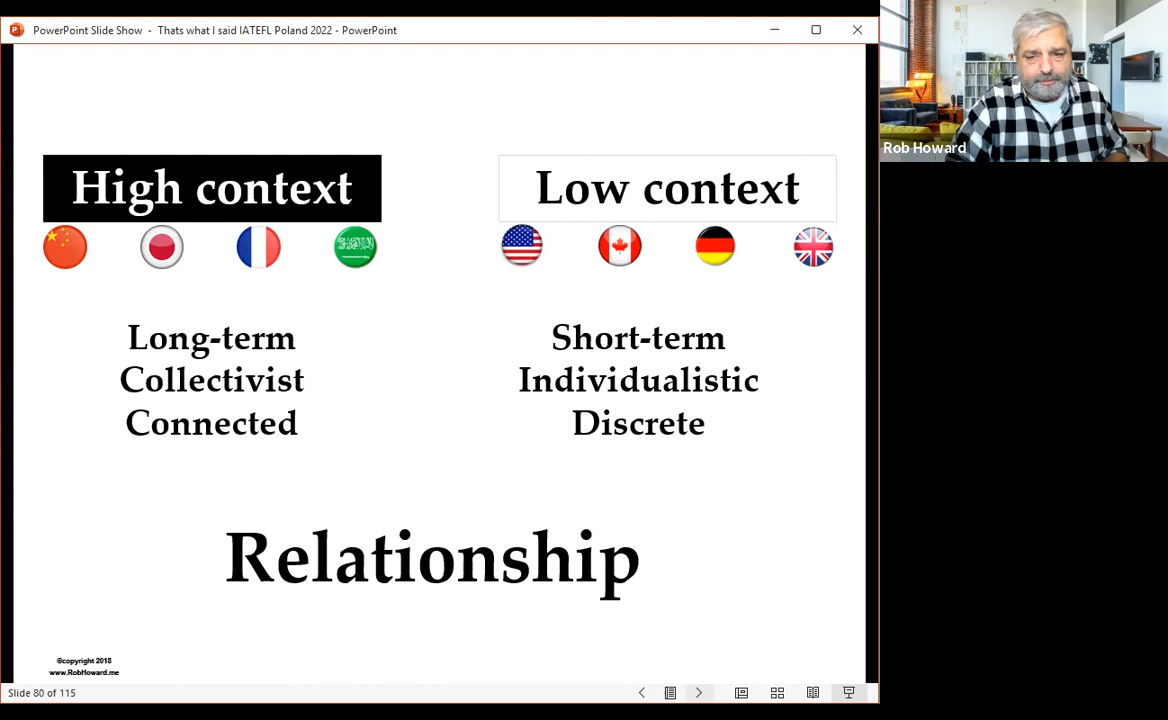 PowerPoint Slide Show - Thats what I said IATEFL Poland 2022 - PowerPoint
Rob Howard
High context
Low context
Long-term
Collectivist
Connected
Short-term
Individualistic
Discrete
Relationship
©copyright 2018
www.RobHoward.me
Slide 80 of 115